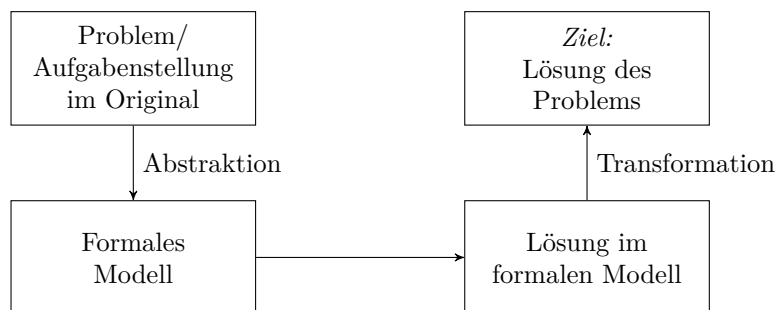 Problem/
Aufgabenstellung
im Original
Ziel:
Lösung des
Problems
Abstraktion
Transformation
Formales
Modell
Lösung im
formalen Modell